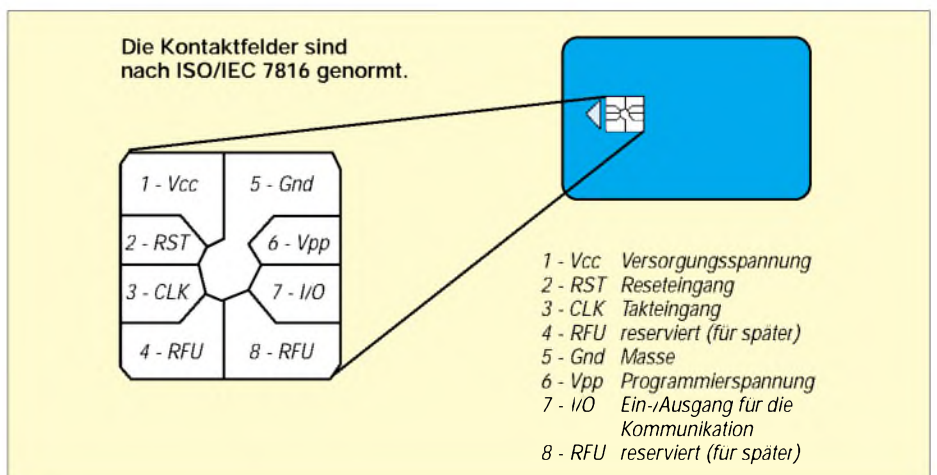 Die Kontaktfelder sind
nach ISO/IEC 7816 genormt.
1 - Vcc
5 - Gnd
2 - RST
6 - Vpp
3 - CLK
7 - I/O
4 - RFU
8 - RFU
1 - Vcc Versorgungsspannung
2 - RST Reseteingang
3 - CLK Takteingang
4 - RFU reserviert (für später)
5 - Gnd Masse
6 - Vpp Programmierspannung
7 - I/O Ein-/Ausgang für die
Kommunikation
8 - RFU reserviert (für später)